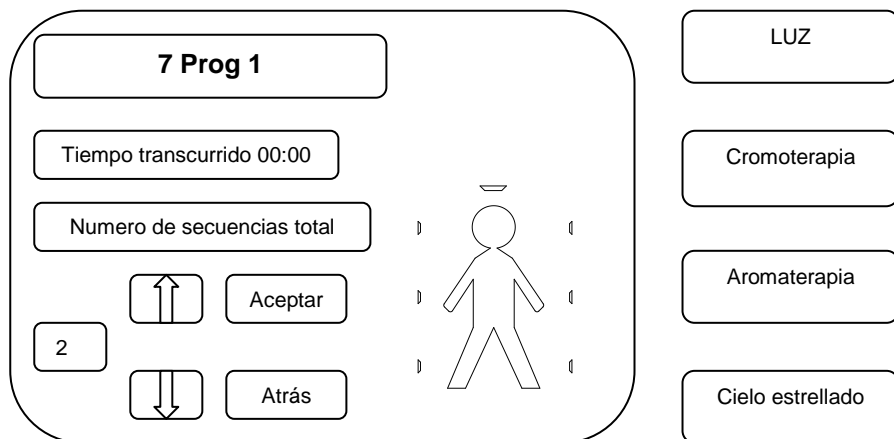 7 Prog 1
Tiempo transcurrido 00:00
Numero de secuencias total
Aceptar
2
Atrás
LUZ
Cromoterapia
Aromaterapia
Cielo estrellado